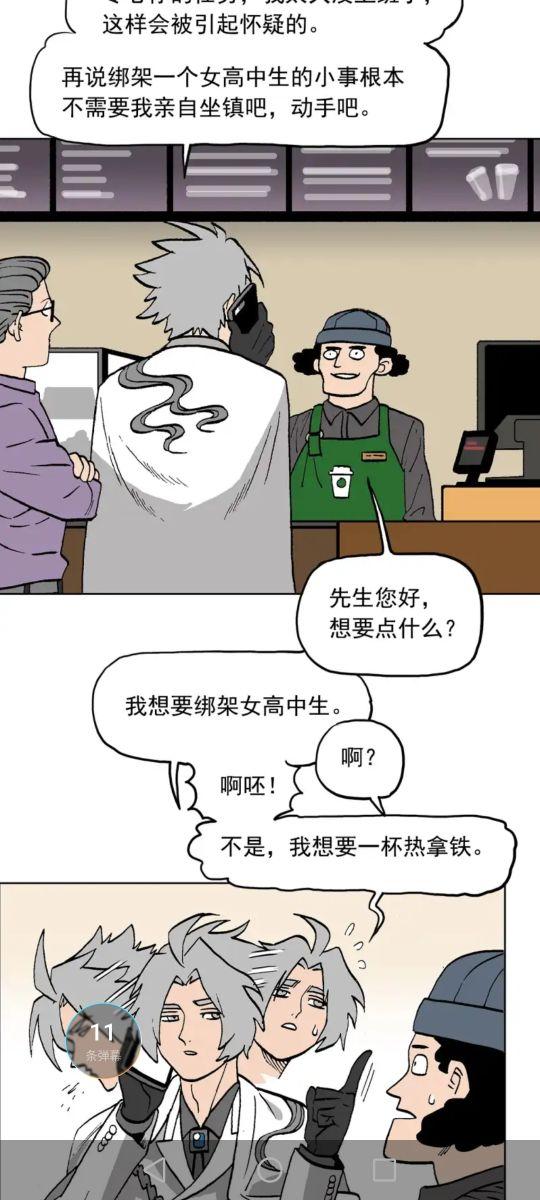 这样会被引起怀疑的。
再说绑架一个女高中生的小事根本
不需要我亲自坐镇吧，动手吧。
先生您好，
想要点什么？
我想要绑架女高中生。
啊？
啊呸！
不是，我想要一杯热拿铁。
11
条弹幕